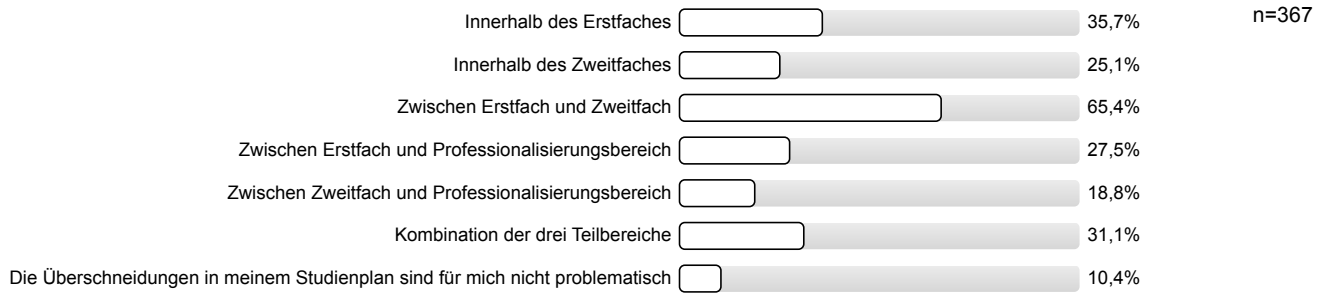 Innerhalb des Erstfaches 35,7% n=367
Innerhalb des Zweitfaches 25,1%
Zwischen Erstfach und Zweitfach 65,4%
Zwischen Erstfach und Professionalisierungsbereich 27,5%
Zwischen Zweitfach und Professionalisierungsbereich 18,8%
Kombination der drei Teilbereiche 31,1%
Die Überschneidungen in meinem Studienplan sind für mich nicht problematisch 10,4%